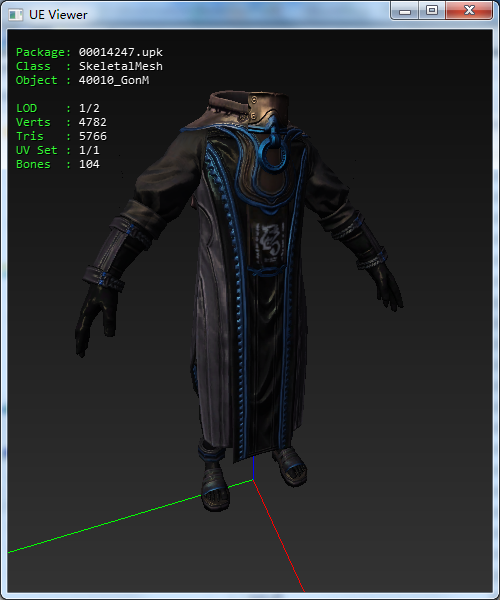 UE Viewer
Package: 00014247.upk
Class  : SkeletalMesh
Object : 40010_GonM
LOD    : 1/2
Verts  : 4782
Tris   : 5766
UV Set : 1/1
Bones  : 104